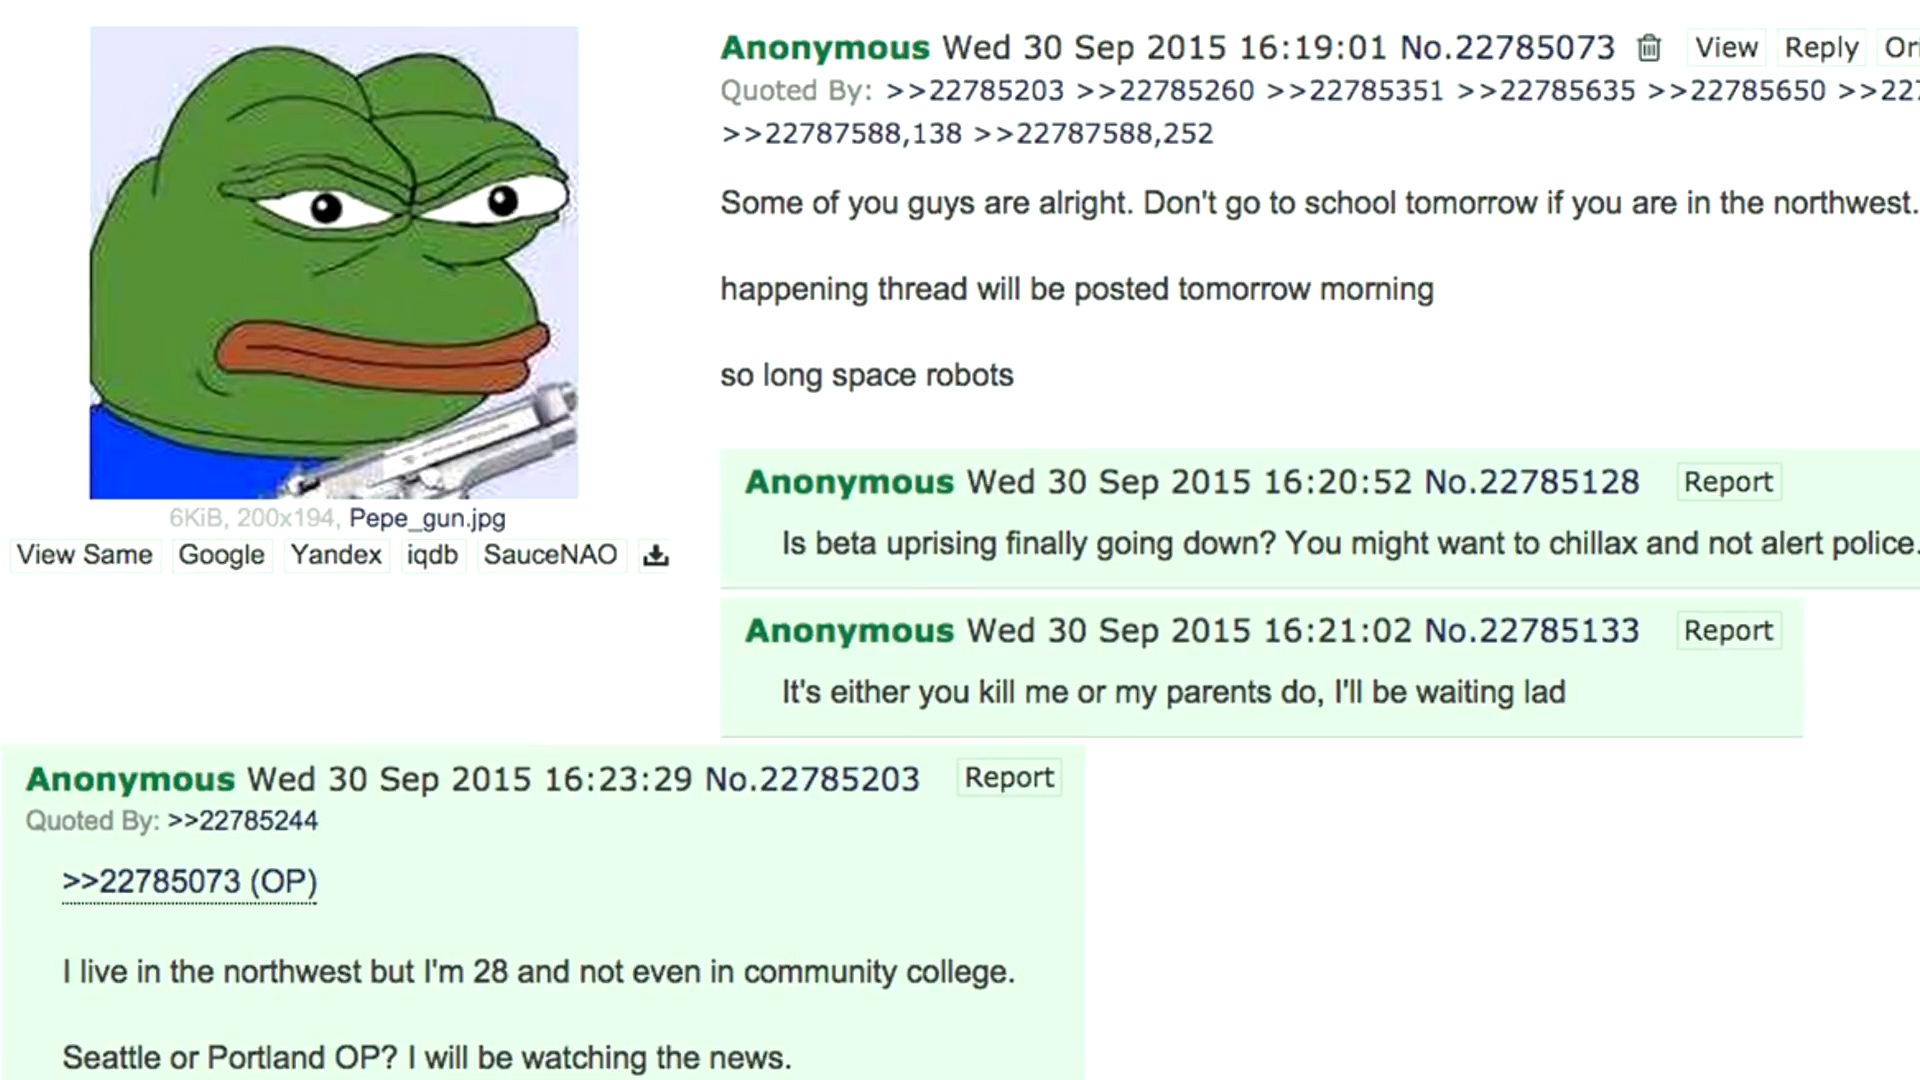 Anonymous Wed 30 Sep 2015 16:19:01 No.22785073 View Reply
Quoted By: >>22785203 >>22785260 >>22785351 >>22785635 >>22785650
>>22787588,138 >>22787588,252
Some of you guys are alright. Don't go to school tomorrow if you are in the northwest.
happening thread will be posted tomorrow morning
so long space robots
6KiB, 200x194, Pepe_gun.jpg
View Same Google Yandex iqdb SauceNAO
Anonymous Wed 30 Sep 2015 16:20:52 No.22785128 Report
Is beta uprising finally going down? You might want to chillax and not alert police.
Anonymous Wed 30 Sep 2015 16:21:02 No.22785133 Report
It's either you kill me or my parents do, I'll be waiting lad
Anonymous Wed 30 Sep 2015 16:23:29 No.22785203 Report
Quoted By: >>22785244
>>22785073 (OP)
I live in the northwest but I'm 28 and not even in community college.
Seattle or Portland OP? I will be watching the news.